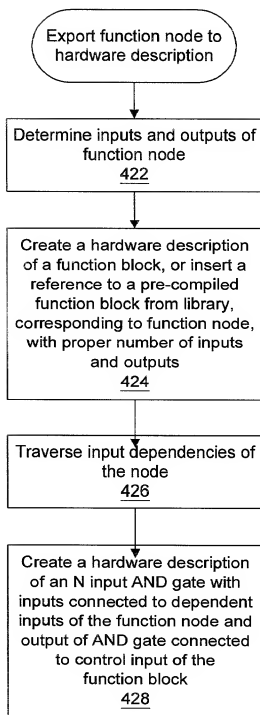 Export function node to
hardware description
Determine inputs and outputs of
function node
422
Create a hardware description
of a function block, or insert a
reference to a pre-compiled
function block from library,
corresponding to function node,
with proper number of inputs
and outputs
424
Traverse input dependencies of
the node
426
Create a hardware description
of an N input AND gate with
inputs connected to dependent
inputs of the function node and
output of AND gate connected
to control input of the
function block
428